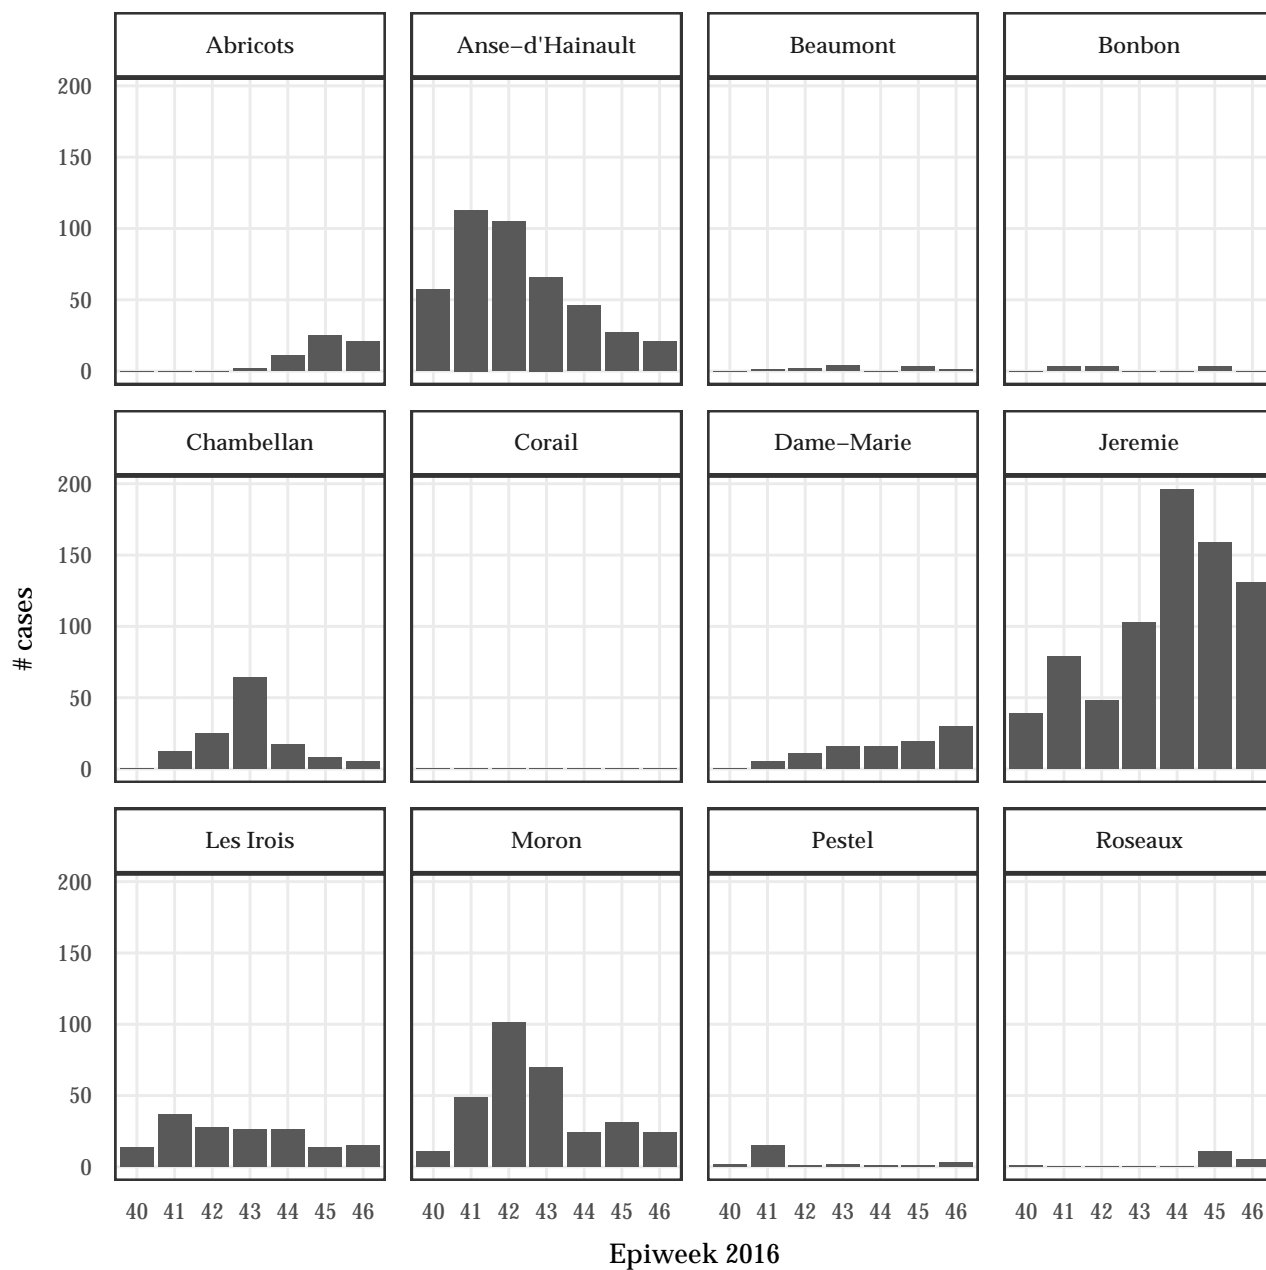 Abricots Anse−d'Hainault Beaumont Bonbon
200
150
100
50
0
Chambellan Corail Dame−Marie Jeremie
200
150
100
50
0
# cases
Les Irois Moron Pestel Roseaux
200
150
100
50
0
40 41 42 43 44 45 46 40 41 42 43 44 45 46 40 41 42 43 44 45 46 40 41 42 43 44 45 46
Epiweek 2016